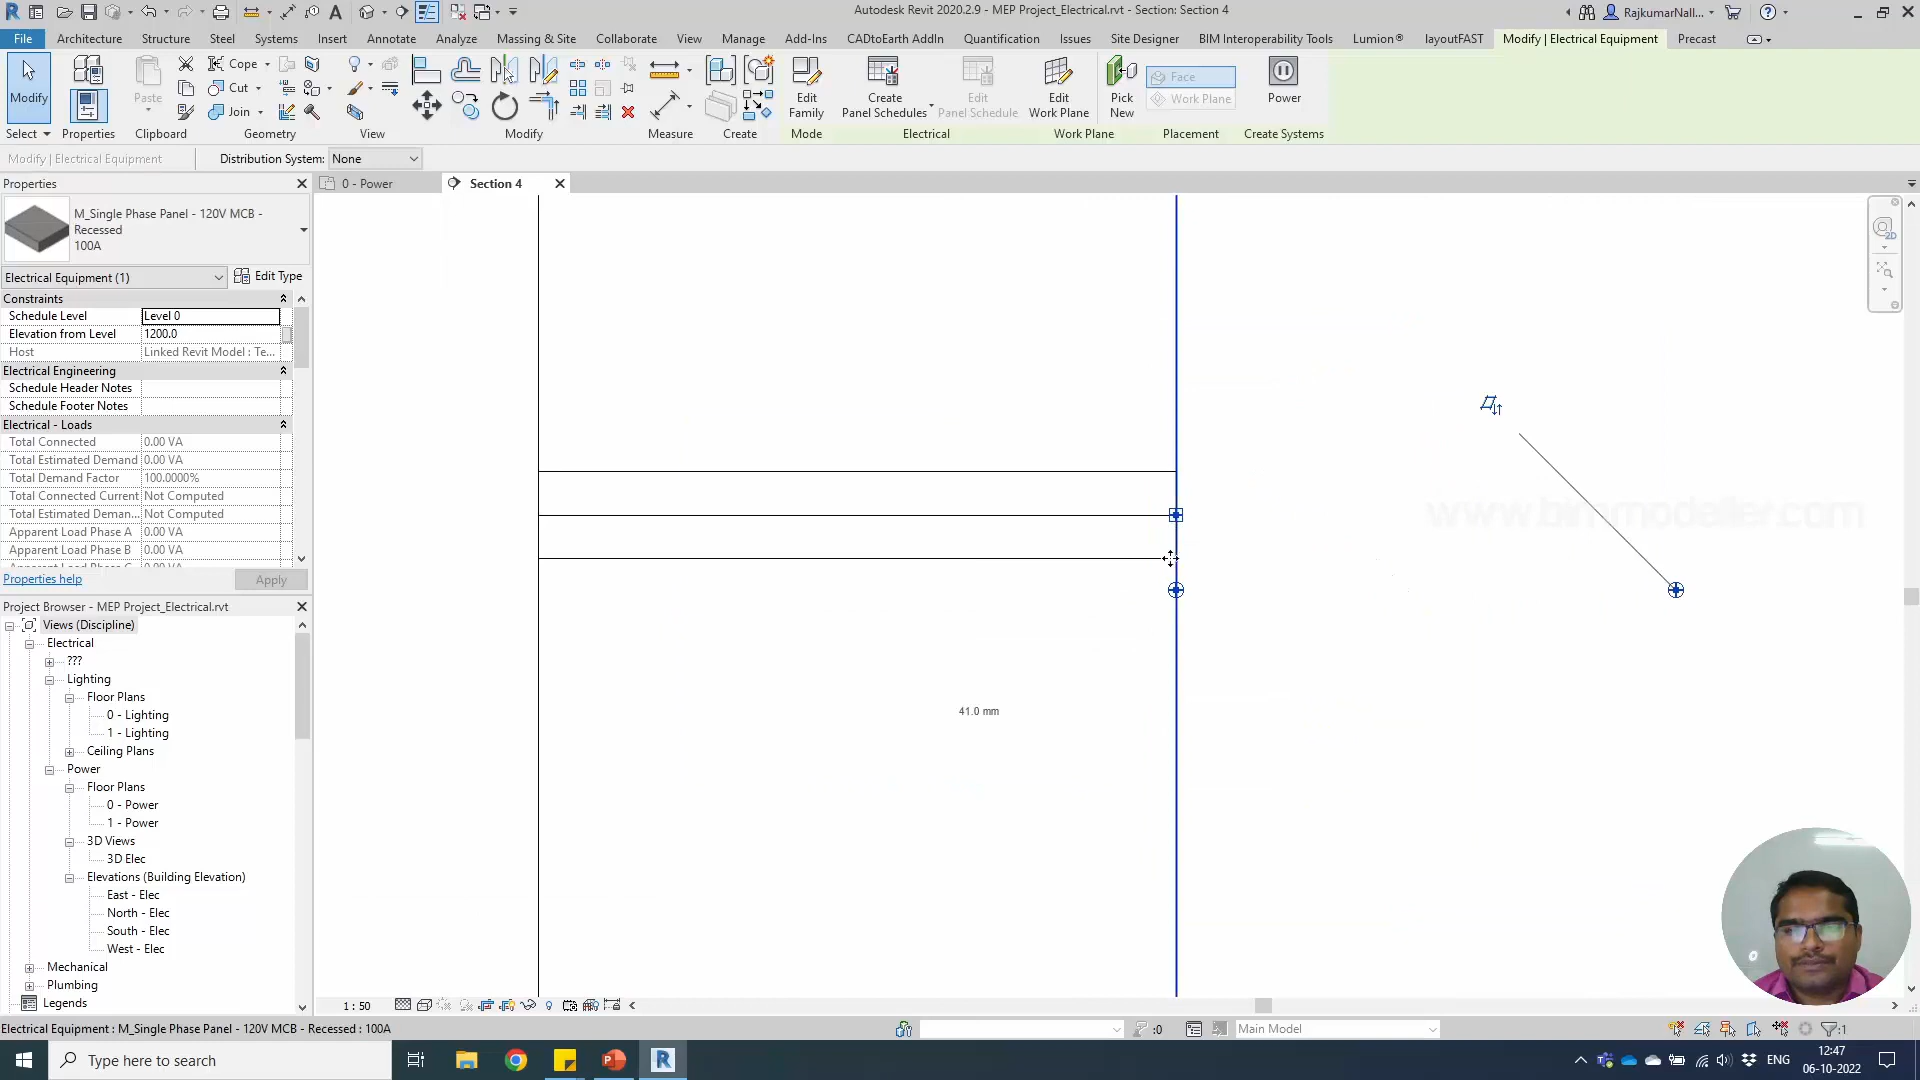 Autodesk Revit 2020.2.9 - MEP Project_Electrical.rvt - Section: Section 4
RajkumarNall...
File Architecture Structure Steel Systems Insert Annotate Analyze Massing & Site Collaborate View Manage Add-Ins CADtoEarth AddIn Quantification Issues Site Designer BIM Interoperability Tools Lumion® layoutFAST Modify | Electrical Equipment Precast
Modify
Paste
Cope
Cut
Join
Edit
Family
Create
Panel Schedules
Edit
Panel Schedule
Edit
Work Plane
Pick
New
Face
Work Plane
Power
Select Properties Clipboard Geometry View Modify Measure Create Mode Electrical Work Plane Placement Create Systems
Modify | Electrical Equipment
Distribution System: None
Properties
0 - Power
Section 4
M_Single Phase Panel - 120V MCB -
Recessed
100A
Electrical Equipment (1)
Edit Type
Constraints
Schedule Level Level 0
Elevation from Level 1200.0
Host Linked Revit Model : Te...
Electrical Engineering
Schedule Header Notes
Schedule Footer Notes
Electrical - Loads
Total Connected 0.00 VA
Total Estimated Demand 0.00 VA
Total Demand Factor 100.0000%
Total Connected Current Not Computed
Total Estimated Deman... Not Computed
Apparent Load Phase A 0.00 VA
Apparent Load Phase B 0.00 VA
Properties help
Apply
Project Browser - MEP Project_Electrical.rvt
Views (Discipline)
Electrical
???
Lighting
Floor Plans
0 - Lighting
1 - Lighting
Ceiling Plans
Power
Floor Plans
0 - Power
1 - Power
3D Views
3D Elec
Elevations (Building Elevation)
East - Elec
North - Elec
South - Elec
West - Elec
Mechanical
Plumbing
Legends
2D
www.bimmodeller.com
41.0 mm
1 : 50
Electrical Equipment : M_Single Phase Panel - 120V MCB - Recessed : 100A
:0
Main Model
:1
Type here to search
ENG
12:47
06-10-2022